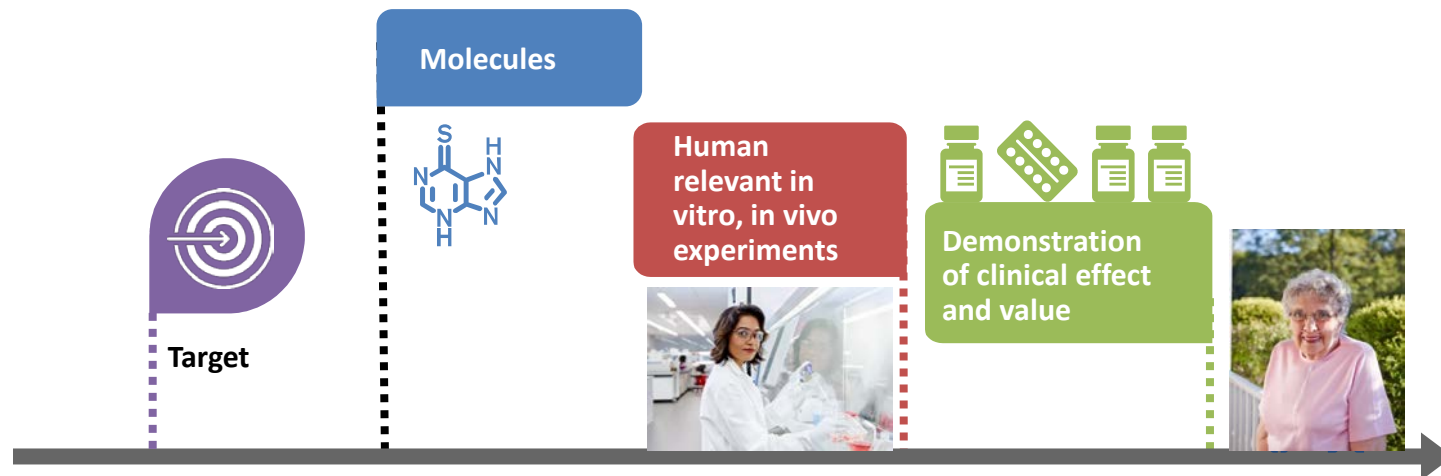 Molecules
S
H
N
N
N
N
H
Human
relevant in
vitro, in vivo
experiments
Demonstration
of clinical effect
and value
Target